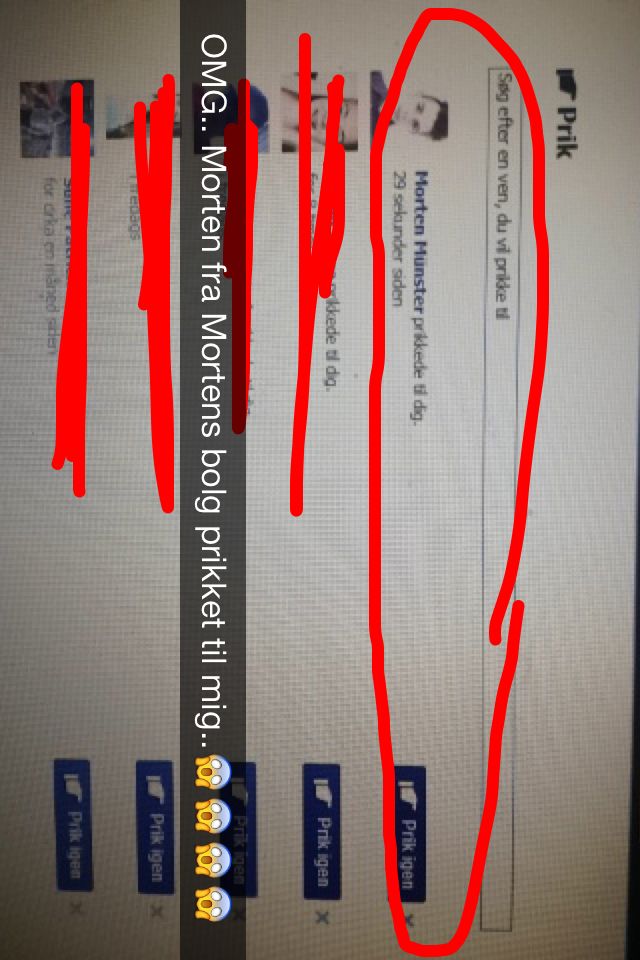 Prik
Søg efter en ven, du vil prikke til
Morten Münster prikkede til dig.
29 sekunder siden
Prik igen
prikkede til dig.
Prik igen
OMG.. Morten fra Mortens bolg prikket til mig..😱😱😱😱
Prik igen
Prik igen
for cirka en måned siden
Prik igen